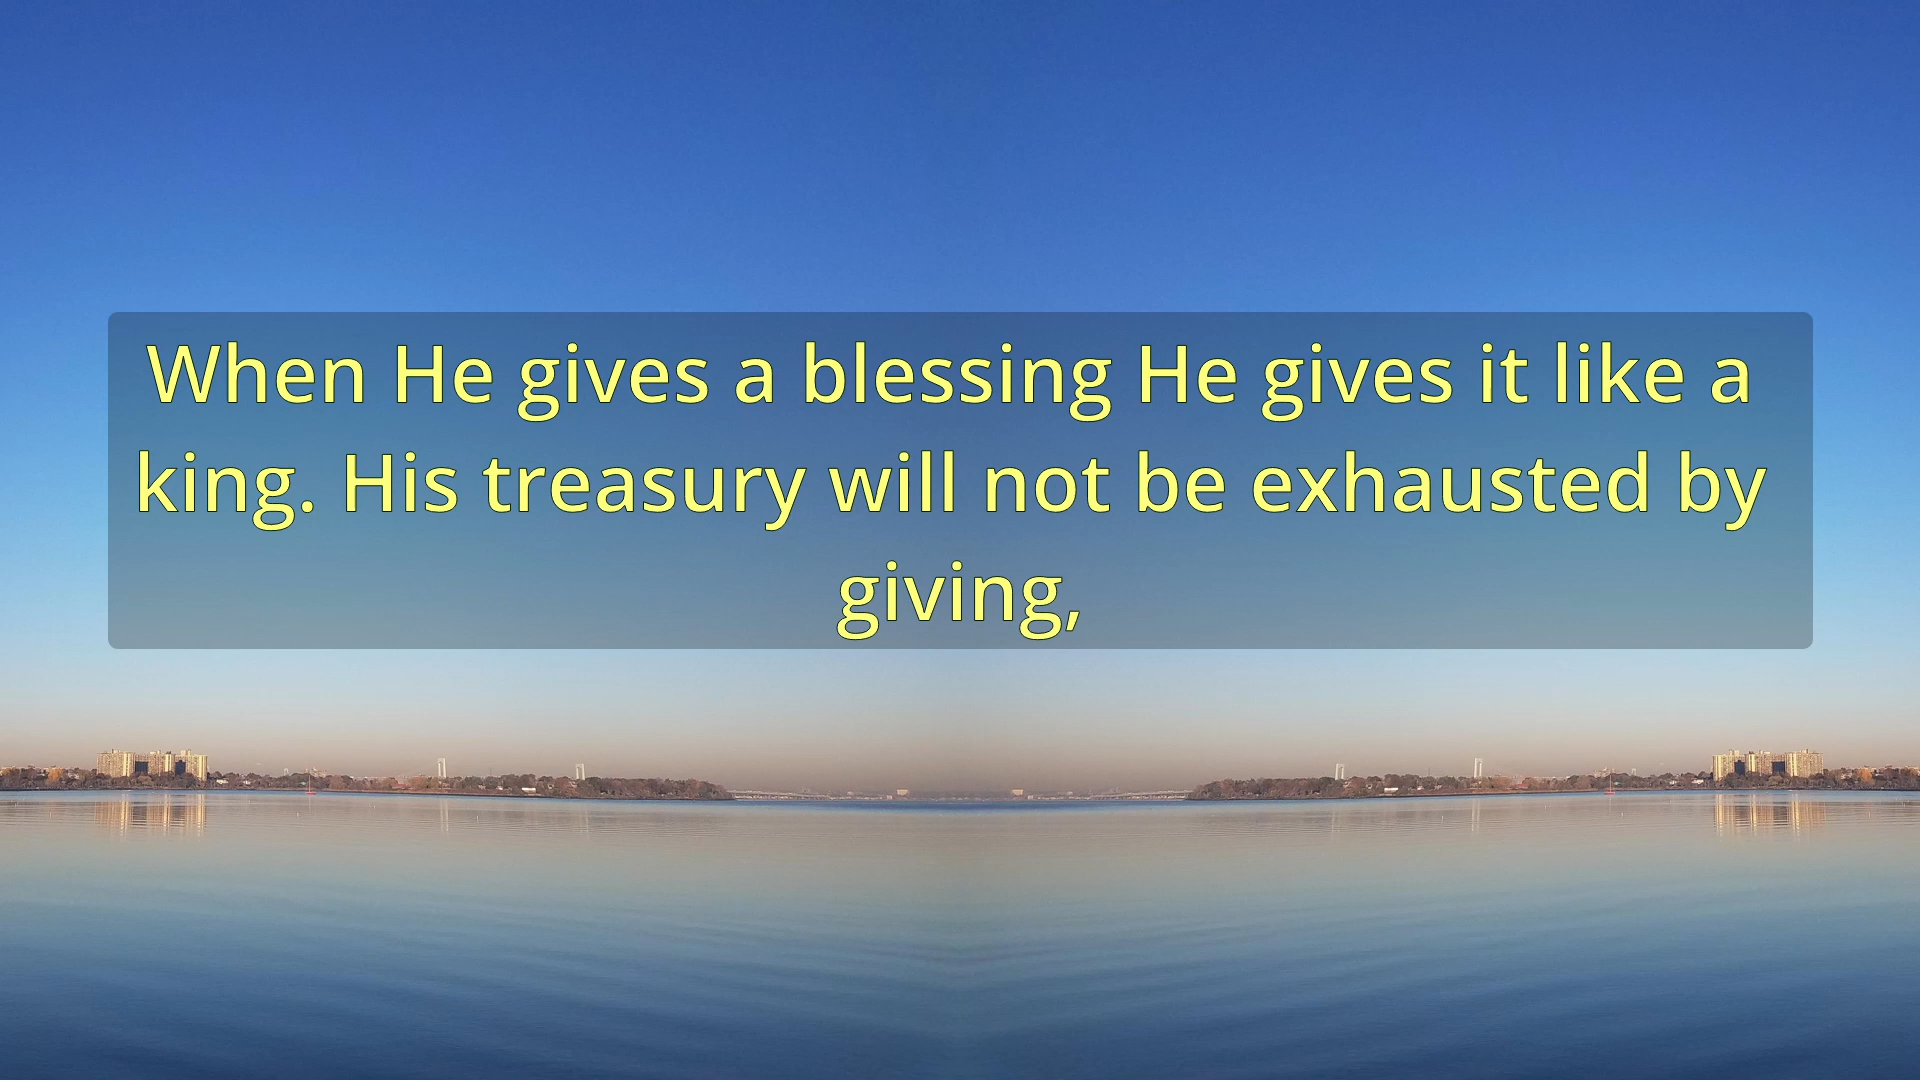 When He gives a blessing He gives it like a
king. His treasury will not be exhausted by
giving,